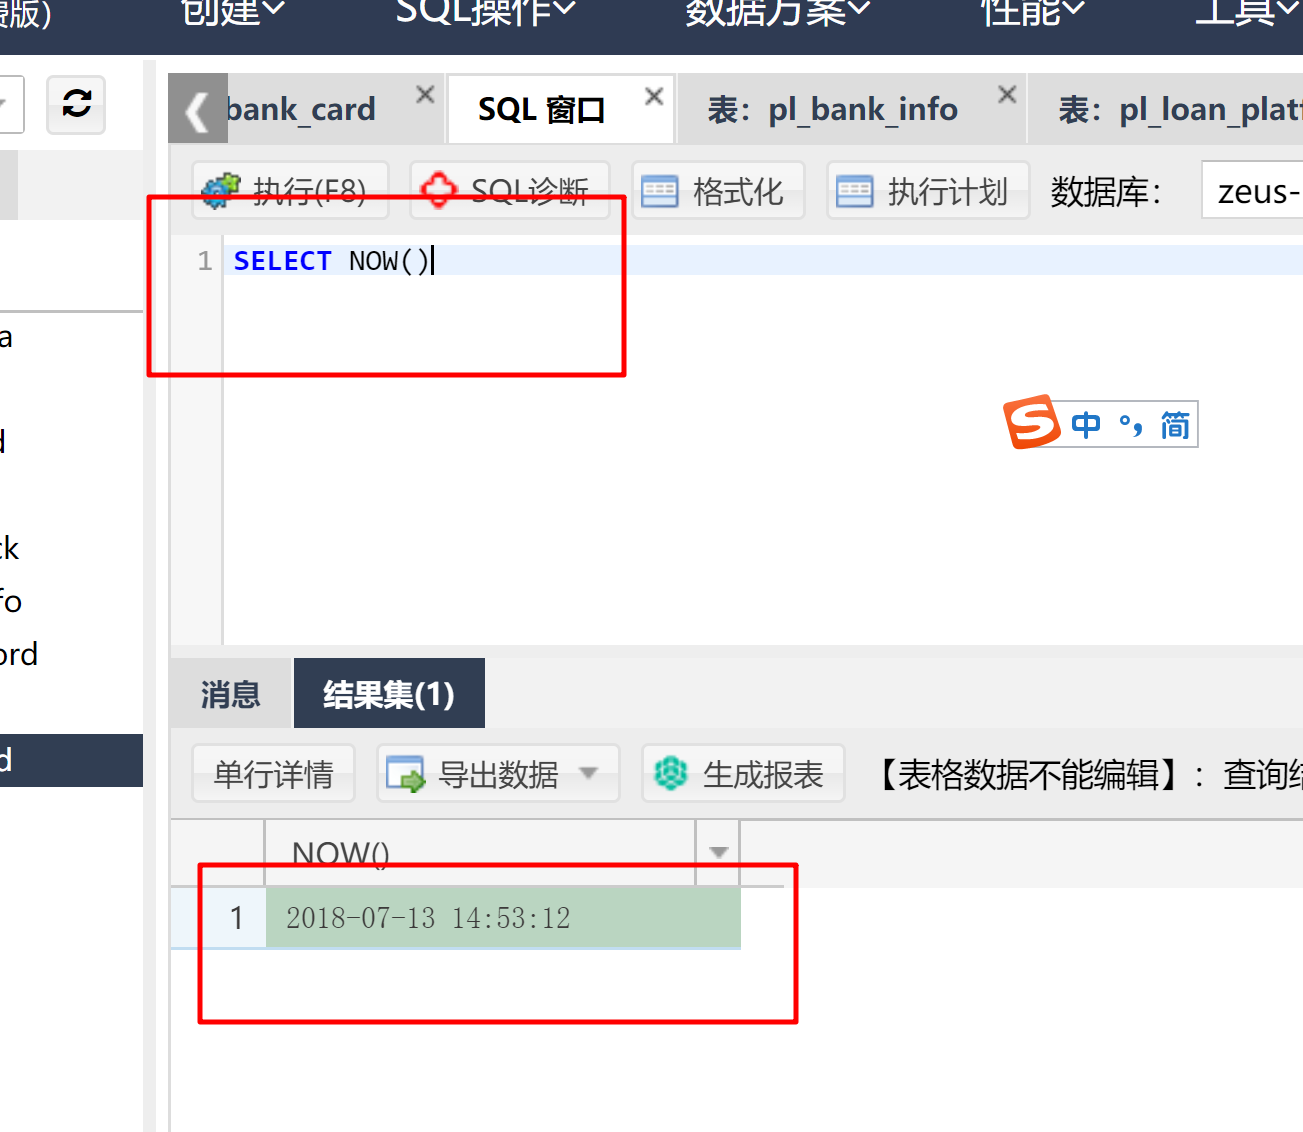 版)
创建
SQL操作
数据方案
性能
工具
bank_card
SQL 窗口
表：pl_bank_info
表：pl_loan_plat
执行(F8)
SQL诊断
格式化
执行计划
数据库：
zeus-
1 SELECT NOW()
中 °, 简
a
d
ck
fo
ord
d
消息
结果集(1)
单行详情
导出数据
生成报表
【表格数据不能编辑】：查询结
NOW()
1 2018-07-13 14:53:12